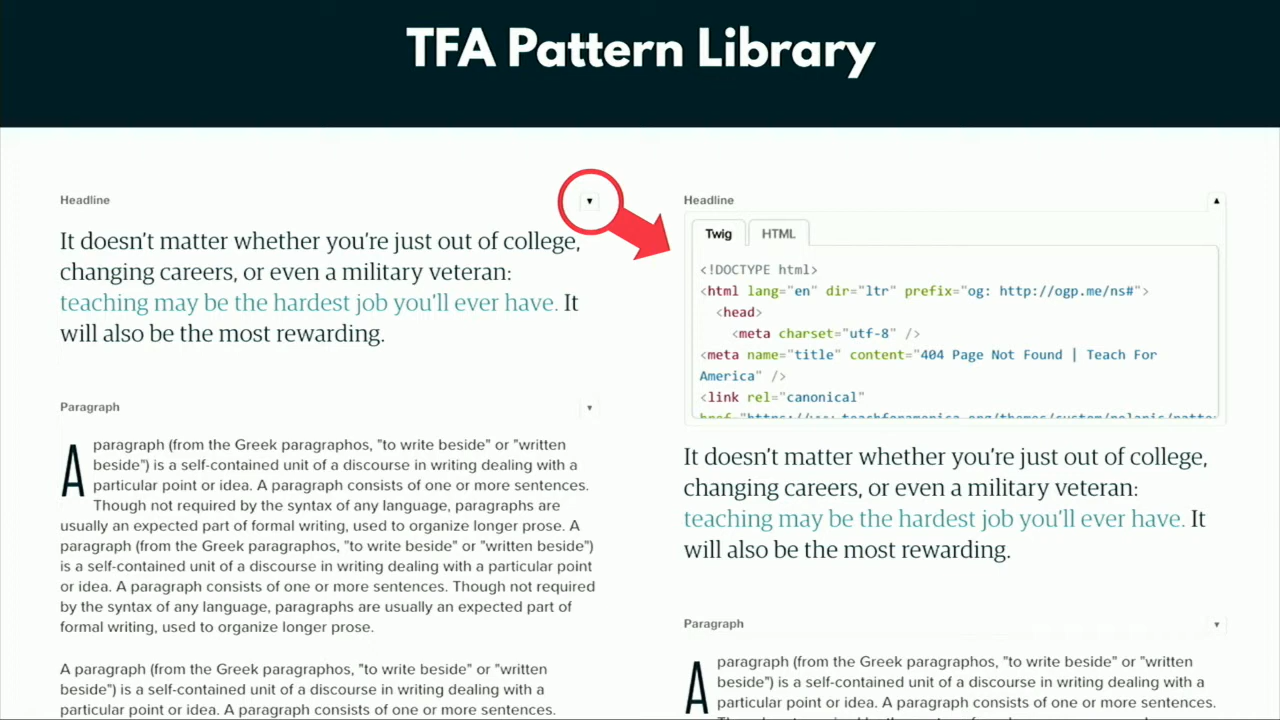 TFA Pattern Library
Headline
It doesn’t matter whether you’re just out of college,
changing careers, or even a military veteran:
teaching may be the hardest job you’ll ever have. It
will also be the most rewarding.
Paragraph
A paragraph (from the Greek paragraphos, "to write beside" or "written
beside") is a self-contained unit of a discourse in writing dealing with a
particular point or idea. A paragraph consists of one or more sentences.
Though not required by the syntax of any language, paragraphs are
usually an expected part of formal writing, used to organize longer prose. A
paragraph (from the Greek paragraphos, "to write beside" or "written beside")
is a self-contained unit of a discourse in writing dealing with a particular point
or idea. A paragraph consists of one or more sentences. Though not required
by the syntax of any language, paragraphs are usually an expected part of
formal writing, used to organize longer prose.
A paragraph (from the Greek paragraphos, "to write beside" or "written
beside") is a self-contained unit of a discourse in writing dealing with a
particular point or idea. A paragraph consists of one or more sentences.
Headline
Twig HTML
<!DOCTYPE html>
<html lang="en" dir="ltr" prefix="og: http://ogp.me/ns#">
<head>
<meta charset="utf-8" />
<meta name="title" content="404 Page Not Found | Teach For
America" />
<link rel="canonical"
It doesn’t matter whether you’re just out of college,
changing careers, or even a military veteran:
teaching may be the hardest job you’ll ever have. It
will also be the most rewarding.
Paragraph
A paragraph (from the Greek paragraphos, "to write beside" or "written
beside") is a self-contained unit of a discourse in writing dealing with a
particular point or idea. A paragraph consists of one or more sentences.